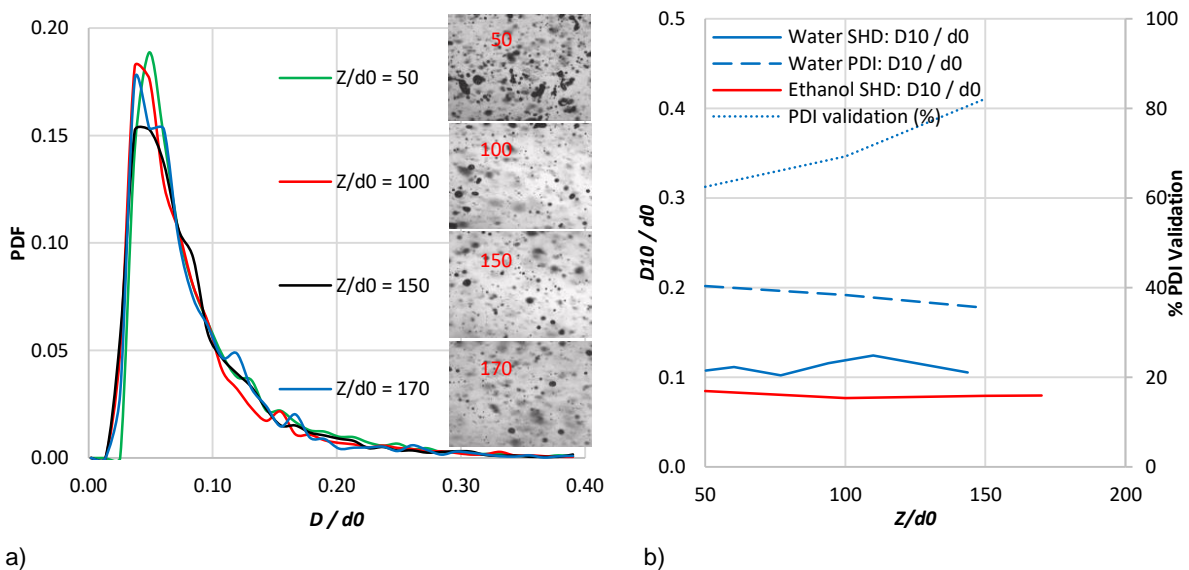 0.20
0.15
0.10
0.05
0.00
PDF
0.00 0.10 0.20 0.30 0.40
D / d0
Z/d0 = 50
Z/d0 = 100
Z/d0 = 150
Z/d0 = 170
50
100
150
170
a)
0.5
0.4
0.3
0.2
0.1
0.0
D10 / d0
Water SHD: D10 / d0
Water PDI: D10 / d0
Ethanol SHD: D10 / d0
PDI validation (%)
100
80
60
40
20
0
% PDI Validation
50 100 150 200
Z/d0
b)